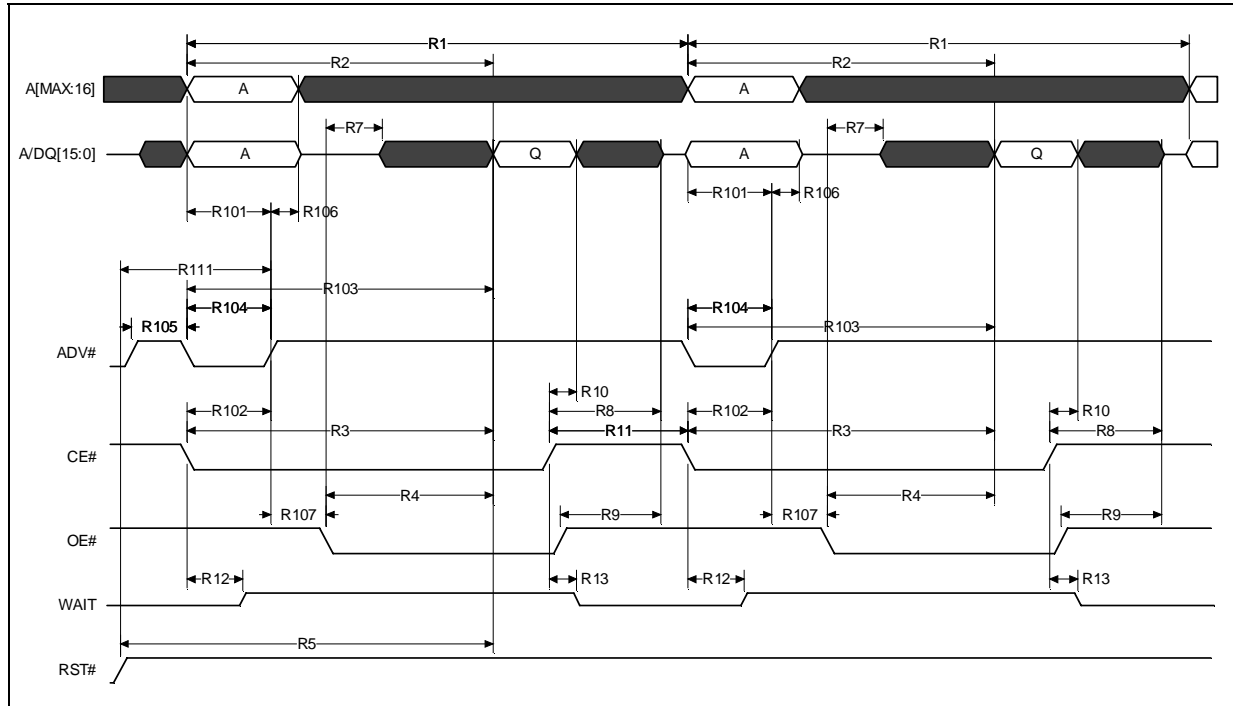 R1 R1
R2 R2
A[MAX:16] A A
R7 R7
A/DQ[15:0] A Q A Q
R101 R106 R101 R106
R111
R103
R104 R104
R105 R103
ADV#
R10
R102 R8 R102 R10
R3 R11 R3 R8
CE#
R4 R4
R107 R9 R107 R9
OE#
R12 R13 R12 R13
WAIT
R5
RST#